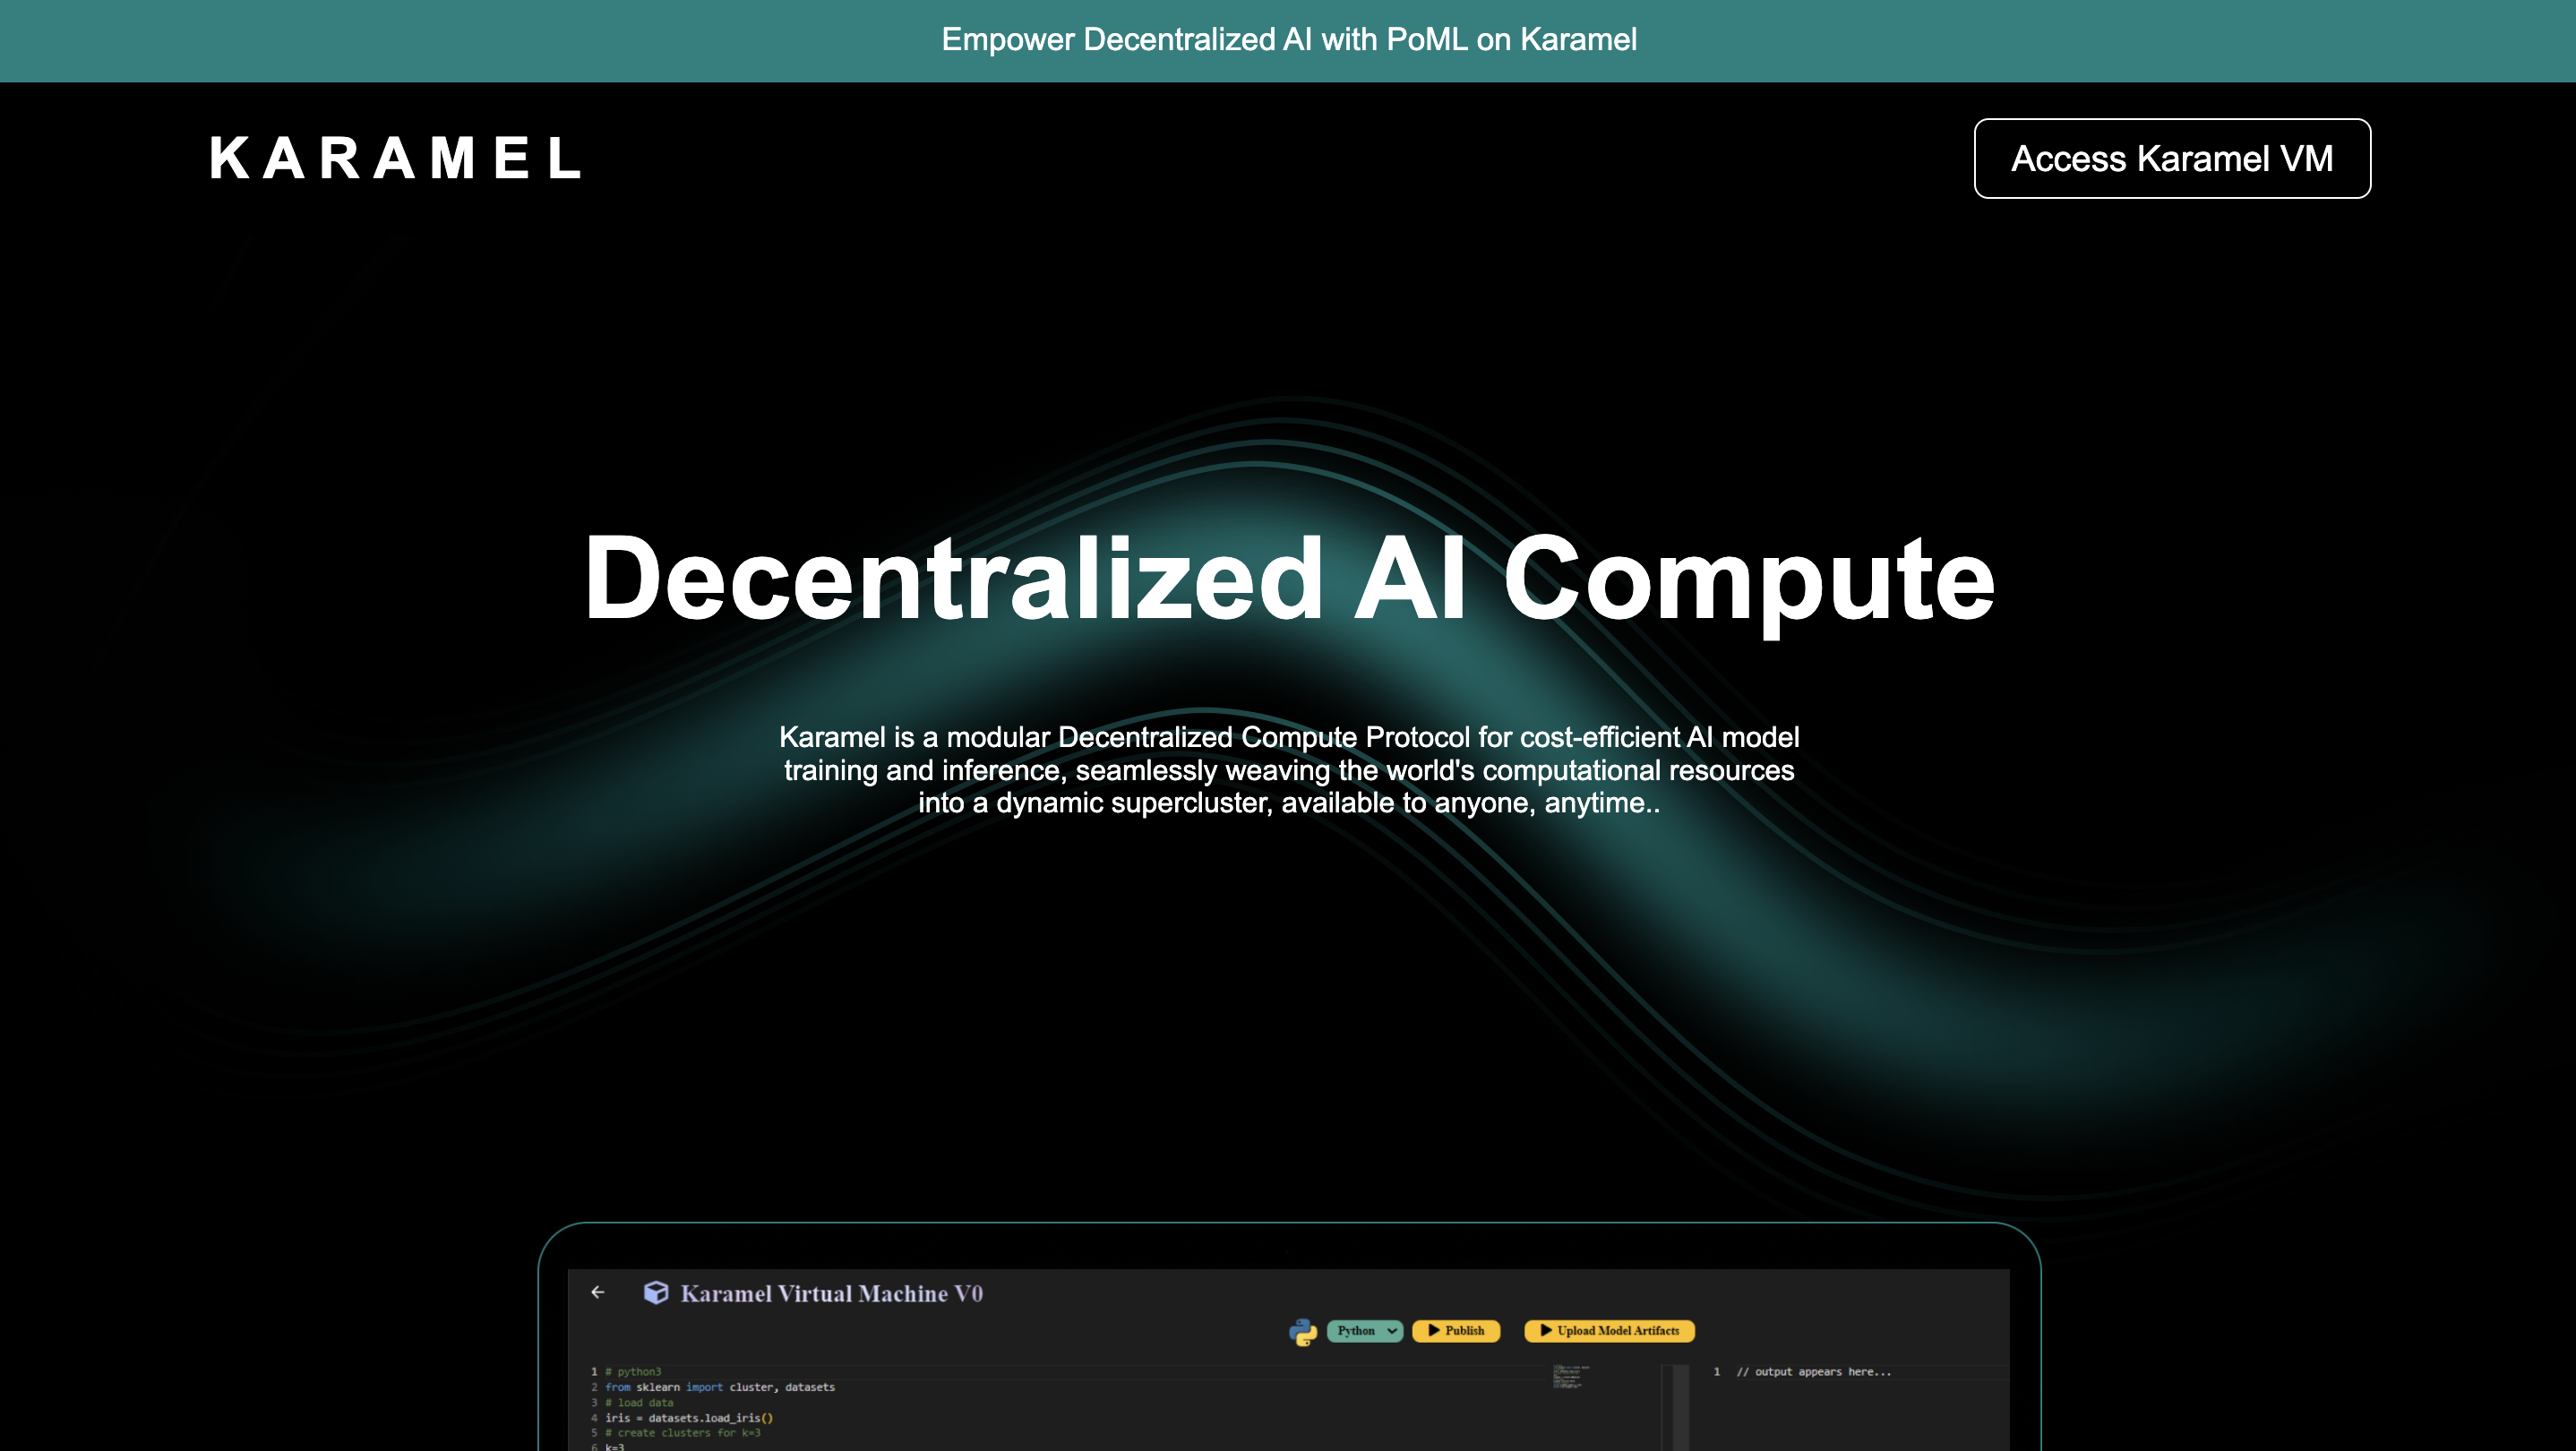 Empower Decentralized AI with PoML on Karamel
KARAMEL
Access Karamel VM
Decentralized AI Compute
Karamel is a modular Decentralized Compute Protocol for cost-efficient AI model
training and inference, seamlessly weaving the world's computational resources
into a dynamic supercluster, available to anyone, anytime..
Karamel Virtual Machine V0
Python
Publish
Upload Model Artifacts
1 # python3
2 from sklearn import cluster, datasets
3 # load data
4 iris = datasets.load_iris()
5 # create clusters for k=3
6 k=3
1 // output appears here...